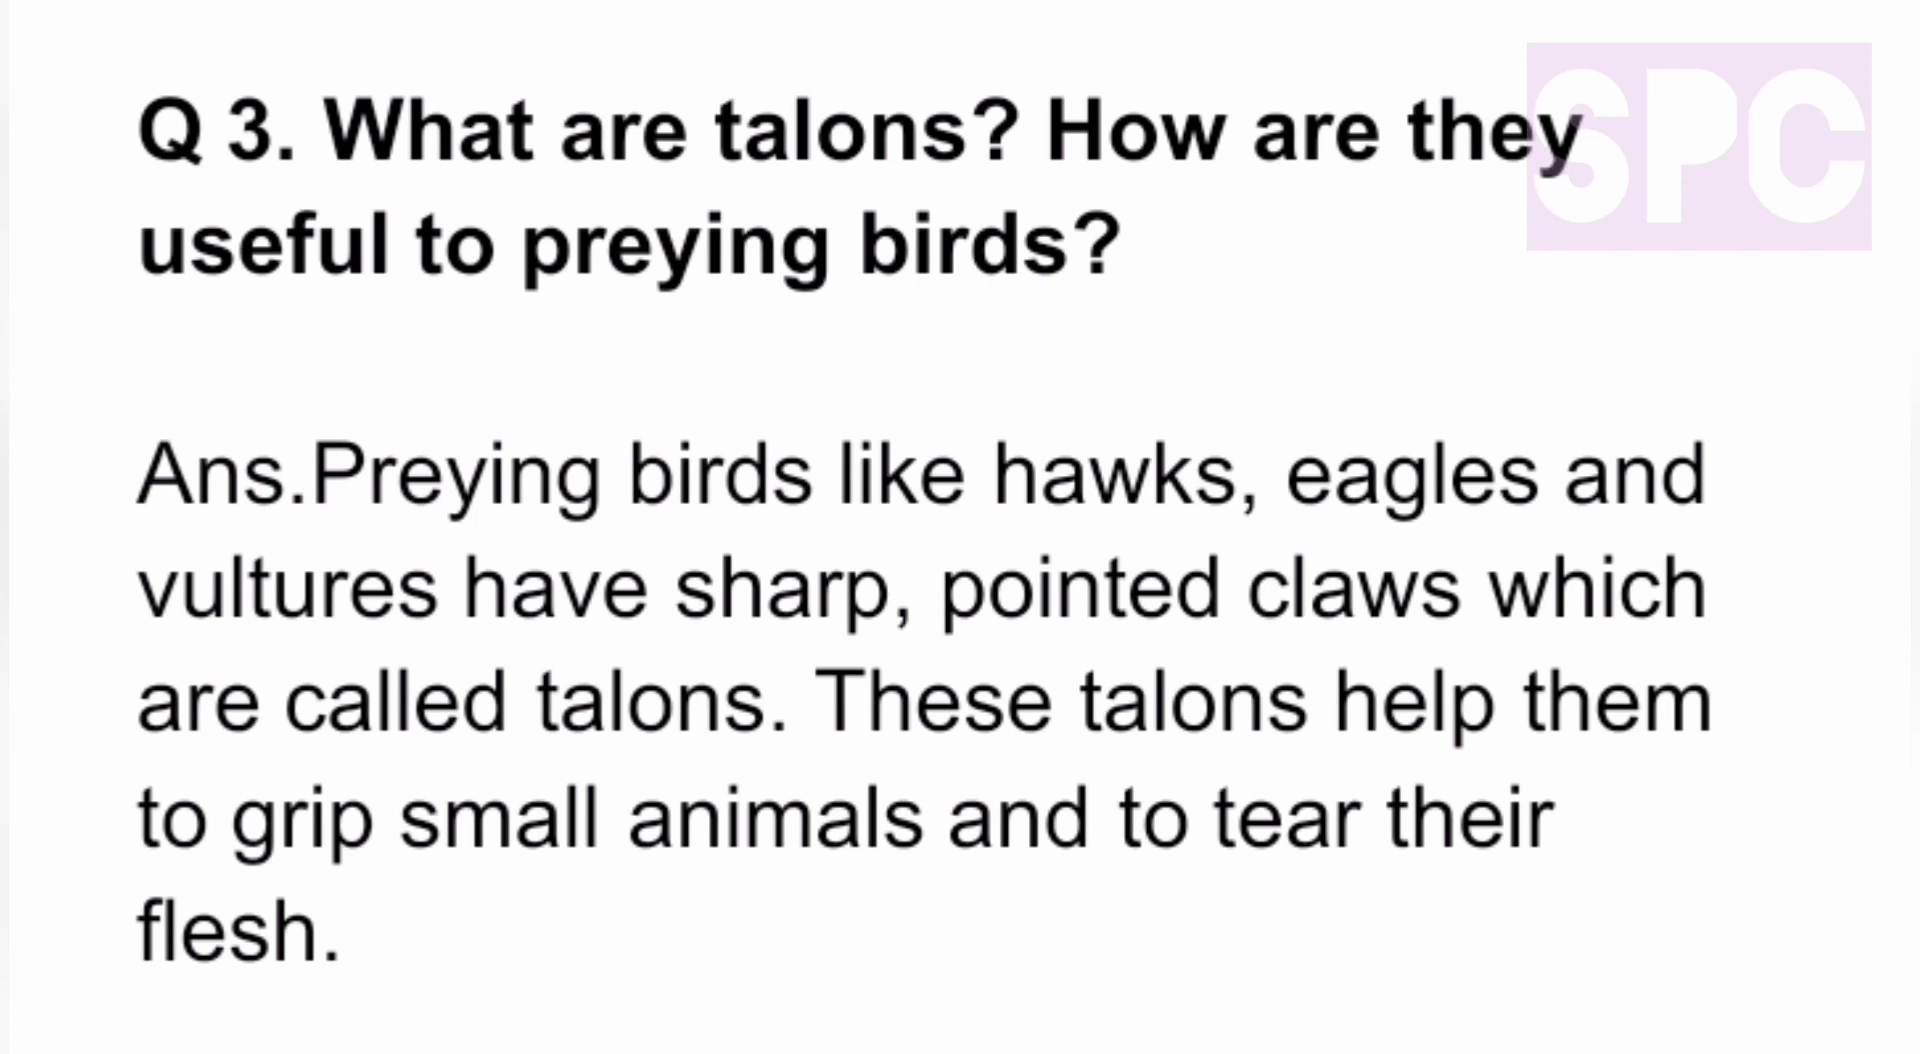 Q 3. What are talons? How are they
useful to preying birds?
Ans.Preying birds like hawks, eagles and
vultures have sharp, pointed claws which
are called talons. These talons help them
to grip small animals and to tear their
flesh.
SPC